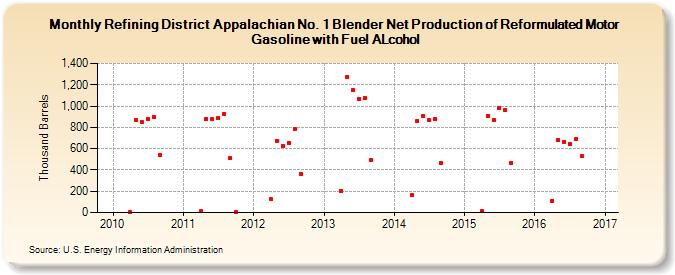 Monthly Refining District Appalachian No. 1 Blender Net Production of Reformulated Motor
Gasoline with Fuel ALcohol
Thousand Barrels
1,400
1,200
1,000
800
600
400
200
0
2010 2011 2012 2013 2014 2015 2016 2017
Source: U.S. Energy Information Administration